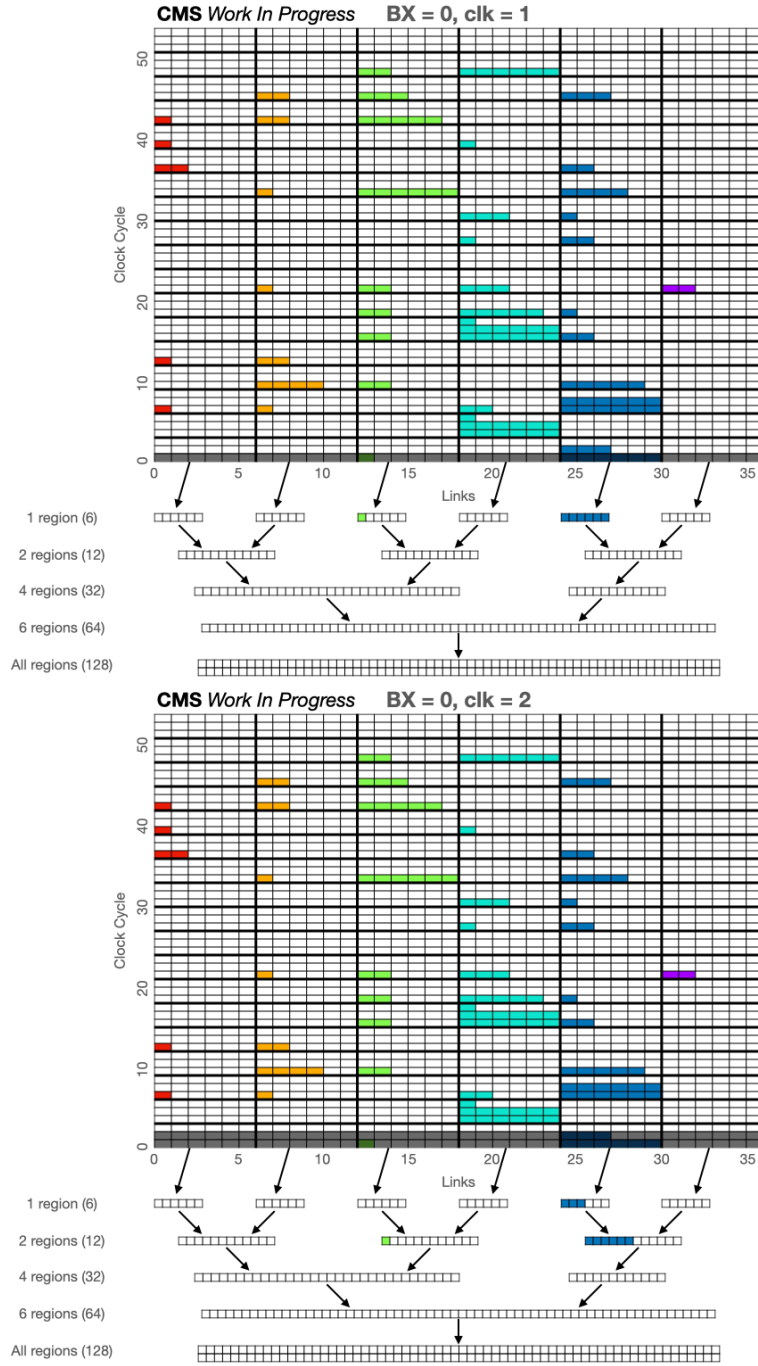 CMS Work In Progress BX = 0, clk = 1
50
40
30
20
10
0
Clock Cycle
0 5 10 15 20 25 30 35
Links
1 region (6)
2 regions (12)
4 regions (32)
6 regions (64)
All regions (128)
CMS Work In Progress BX = 0, clk = 2
50
40
30
20
10
0
Clock Cycle
0 5 10 15 20 25 30 35
Links
1 region (6)
2 regions (12)
4 regions (32)
6 regions (64)
All regions (128)